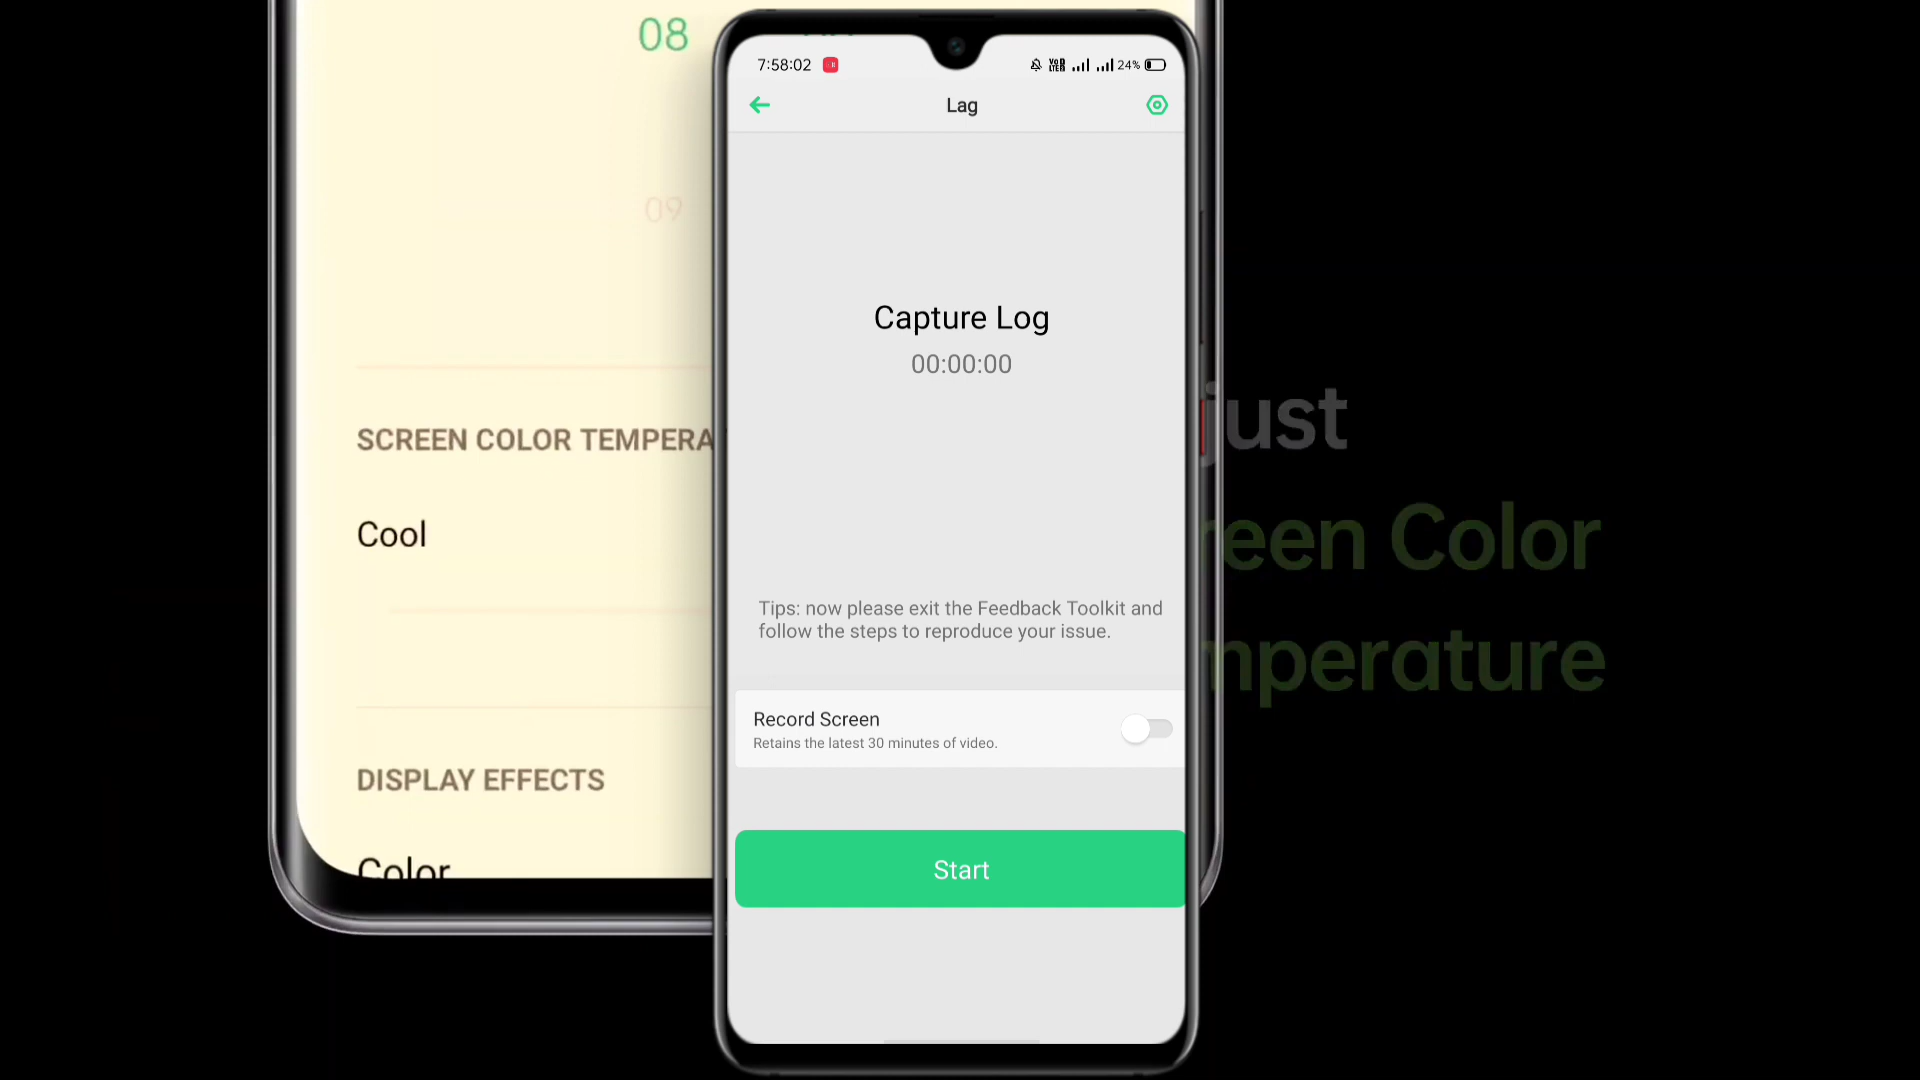 08
09
SCREEN COLOR TEMPERA
Cool
DISPLAY EFFECTS
Color
7:58:02
24%
Lag
Capture Log
00:00:00
Tips: now please exit the Feedback Toolkit and
follow the steps to reproduce your issue.
Record Screen
Retains the latest 30 minutes of video.
Start
just
reen Color
mperature